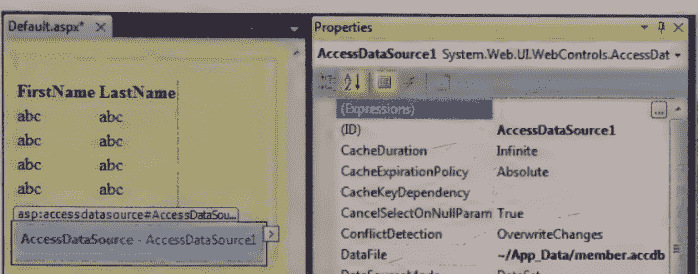 Default.aspx*
FirstName LastName
abc abc
abc abc
abc abc
abc abc
asp:accessdatasource#AccessDataSou...
AccessDataSource - AccessDataSource1
Properties
AccessDataSource1 System.Web.UI.WebControls.AccessDat
(Expressions) ...
(ID) AccessDataSource1
CacheDuration Infinite
CacheExpirationPolicy Absolute
CacheKeyDependency
CancelSelectOnNullParam True
ConflictDetection OverwriteChanges
DataFile ~/App_Data/member.accdb